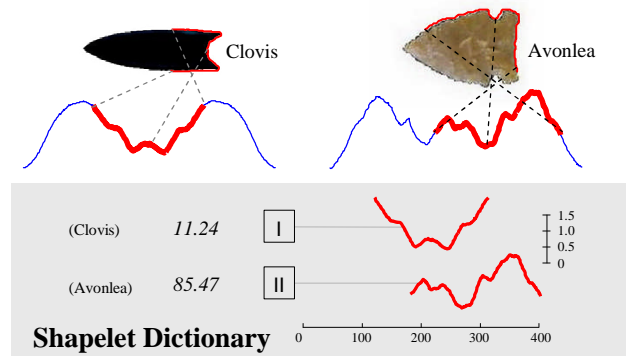 Clovis
Avonlea
(Clovis) 11.24 I
1.5
1.0
0.5
0
(Avonlea) 85.47 II
Shapelet Dictionary
0 100 200 300 400